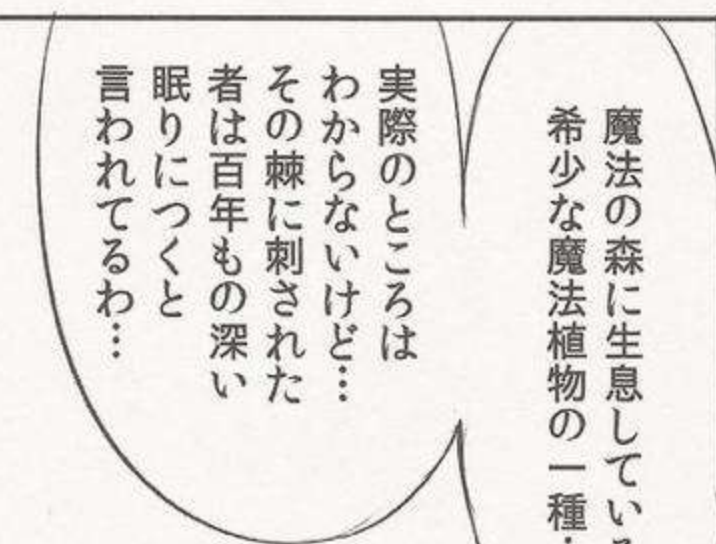 魔法の森に生息している
希少な魔法植物の一種・
実際のところは
わからないけど…
その棘に刺された
者は百年もの深い
眠りにつくと
言われてるわ…